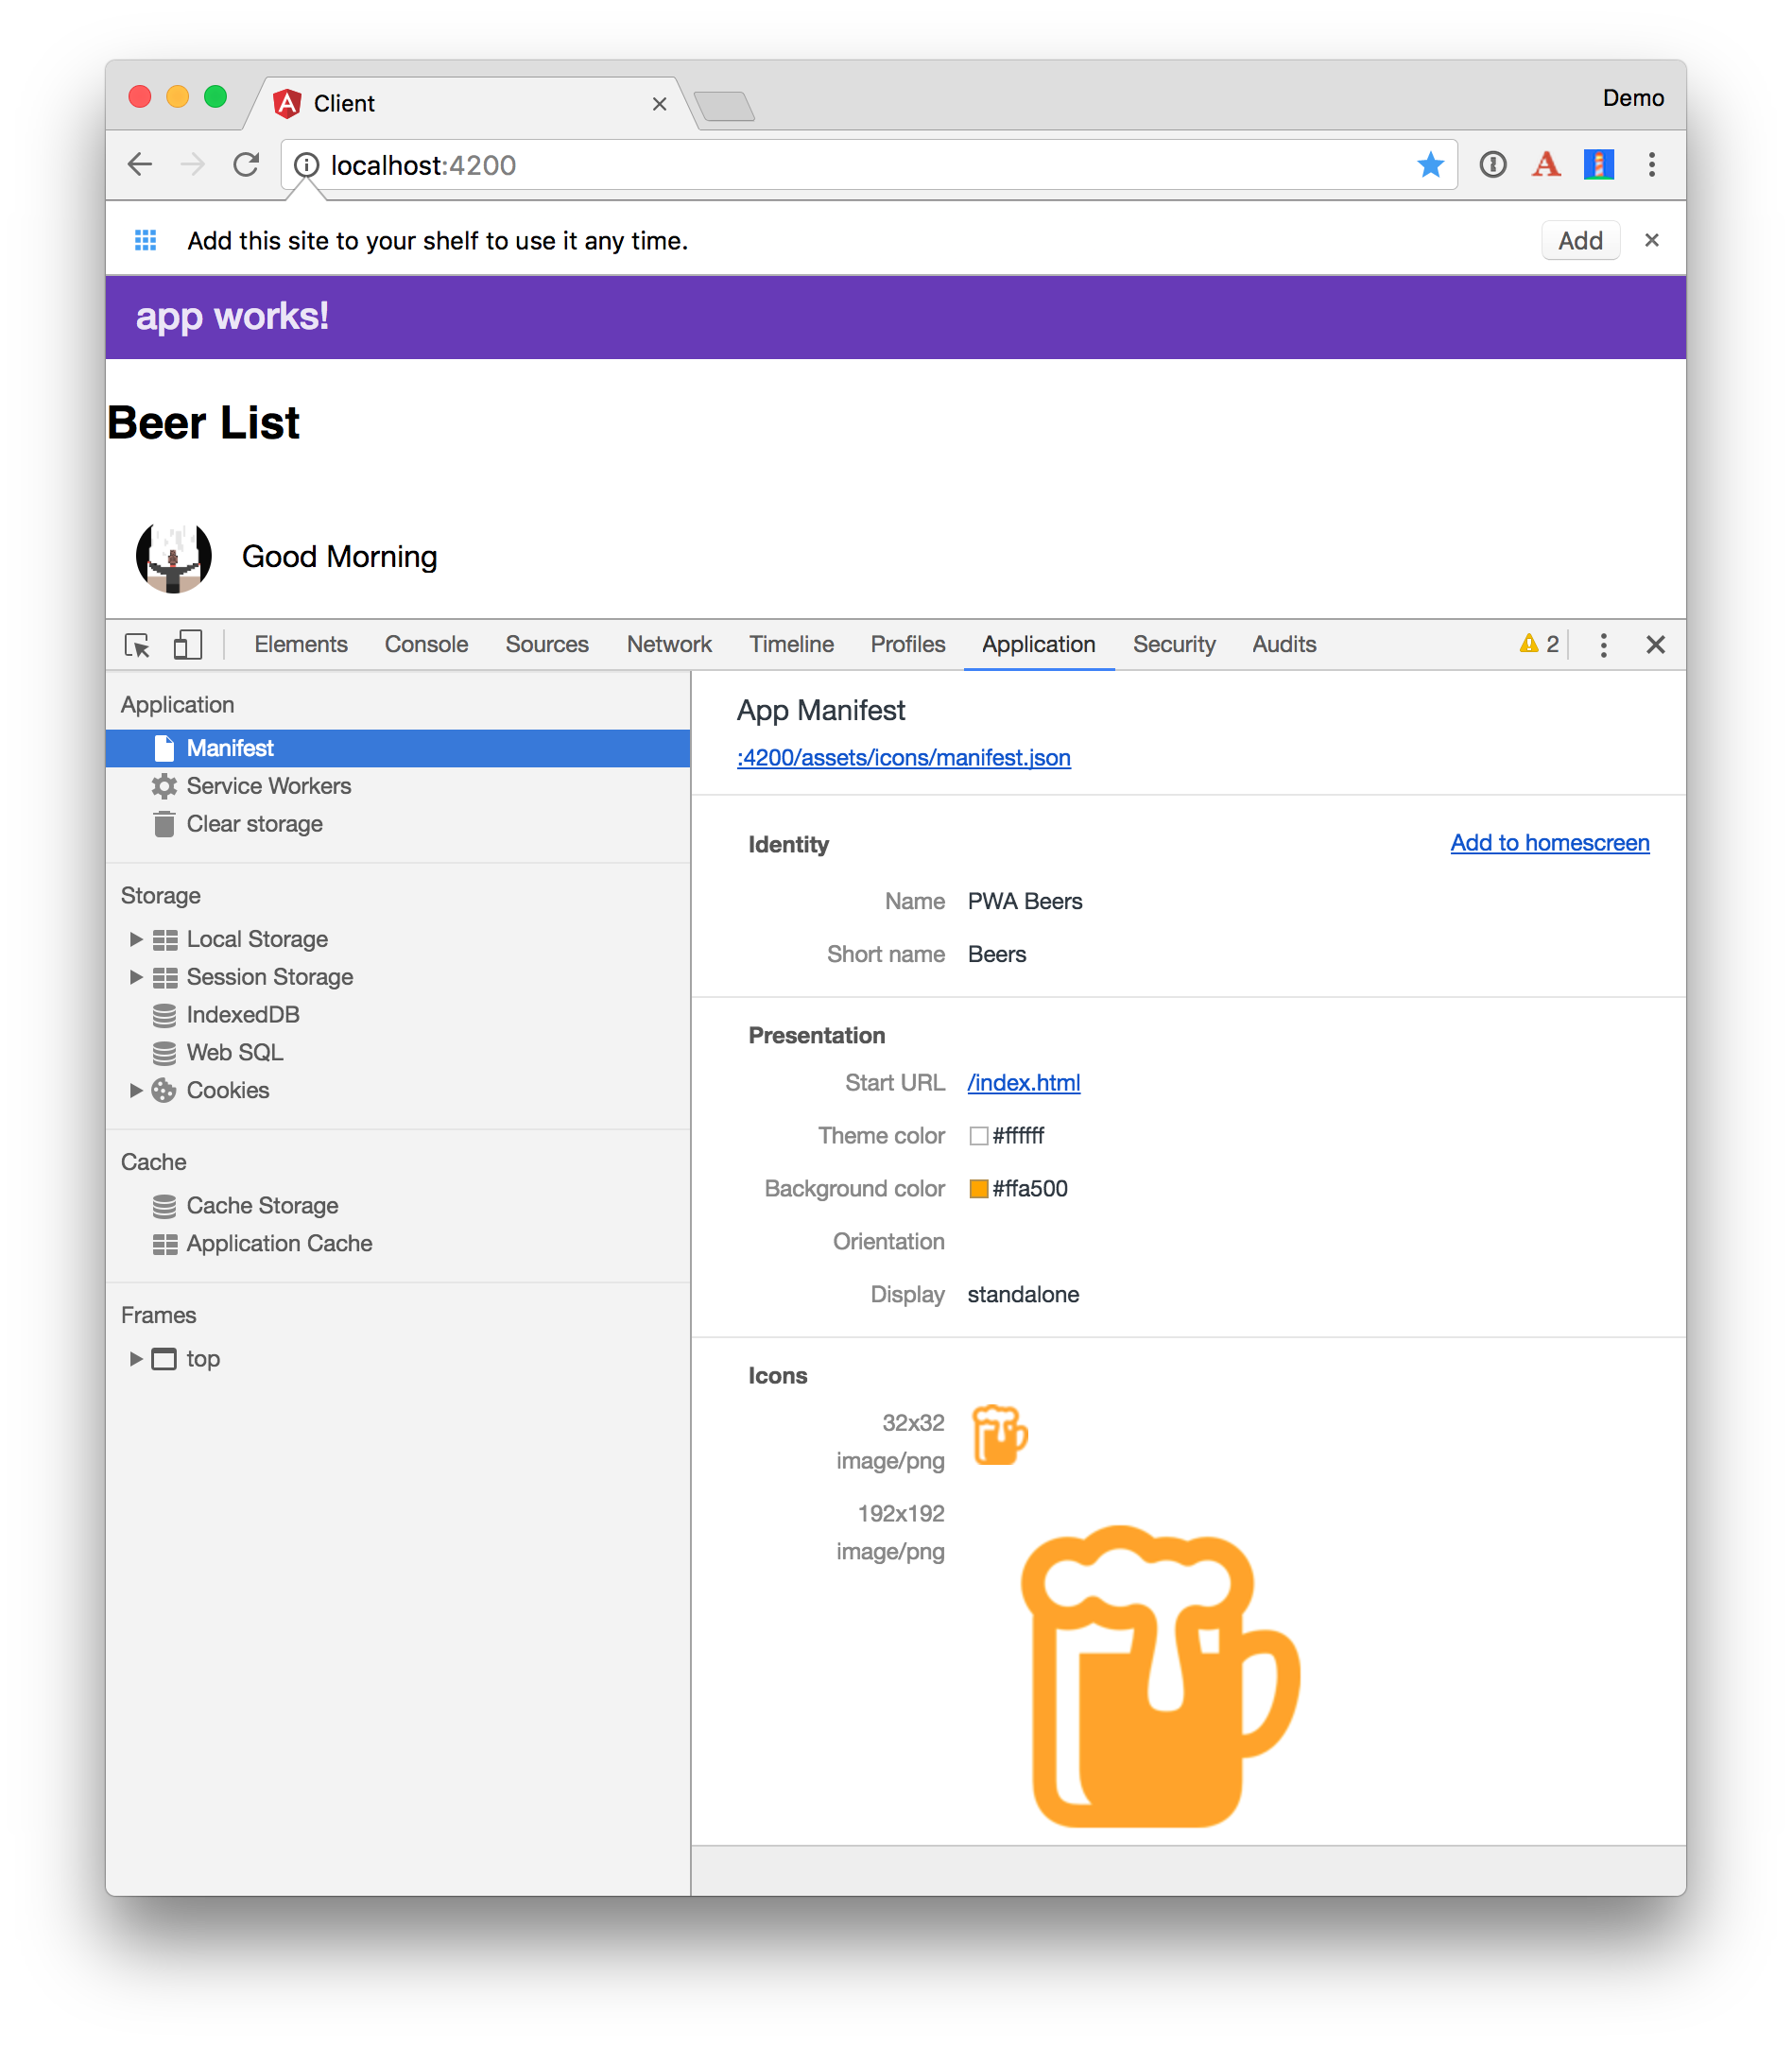 Client
Demo
localhost:4200
Add this site to your shelf to use it any time.
Add
app works!
Beer List
Good Morning
Elements Console Sources Network Timeline Profiles Application Security Audits 2
Application
Manifest
Service Workers
Clear storage
Storage
Local Storage
Session Storage
IndexedDB
Web SQL
Cookies
Cache
Cache Storage
Application Cache
Frames
top
App Manifest
:4200/assets/icons/manifest.json
Identity Add to homescreen
Name PWA Beers
Short name Beers
Presentation
Start URL /index.html
Theme color #ffffff
Background color #ffa500
Orientation
Display standalone
Icons
32x32
image/png
192x192
image/png